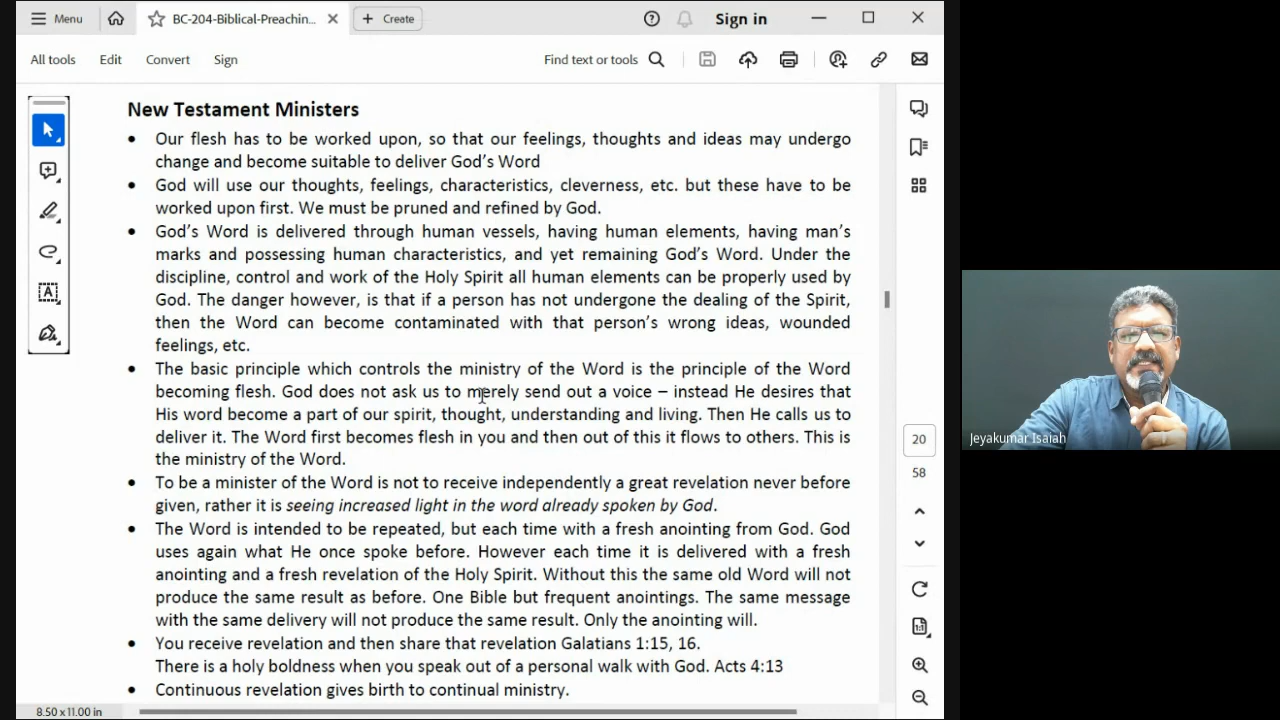 Menu
BC-204-Biblical-Preachin...
Create
Sign in
All tools
Edit
Convert
Sign
Find text or tools
New Testament Ministers
• Our flesh has to be worked upon, so that our feelings, thoughts and ideas may undergo
change and become suitable to deliver God's Word
• God will use our thoughts, feelings, characteristics, cleverness, etc. but these have to be
worked upon first. We must be pruned and refined by God.
• God's Word is delivered through human vessels, having human elements, having man's
marks and possessing human characteristics, and yet remaining God's Word. Under the
discipline, control and work of the Holy Spirit all human elements can be properly used by
God. The danger however, is that if a person has not undergone the dealing of the Spirit,
then the Word can become contaminated with that person's wrong ideas, wounded
feelings, etc.
• The basic principle which controls the ministry of the Word is the principle of the Word
becoming flesh. God does not ask us to merely send out a voice – instead He desires that
His word become a part of our spirit, thought, understanding and living. Then He calls us to
deliver it. The Word first becomes flesh in you and then out of this it flows to others. This is
the ministry of the Word.
• To be a minister of the Word is not to receive independently a great revelation never before
given, rather it is seeing increased light in the word already spoken by God.
• The Word is intended to be repeated, but each time with a fresh anointing from God. God
uses again what He once spoke before. However each time it is delivered with a fresh
anointing and a fresh revelation of the Holy Spirit. Without this the same old Word will not
produce the same result as before. One Bible but frequent anointings. The same message
with the same delivery will not produce the same result. Only the anointing will.
• You receive revelation and then share that revelation Galatians 1:15, 16.
There is a holy boldness when you speak out of a personal walk with God. Acts 4:13
• Continuous revelation gives birth to continual ministry.
20
58
8.50 x 11.00 in
Jeyakumar Isaiah